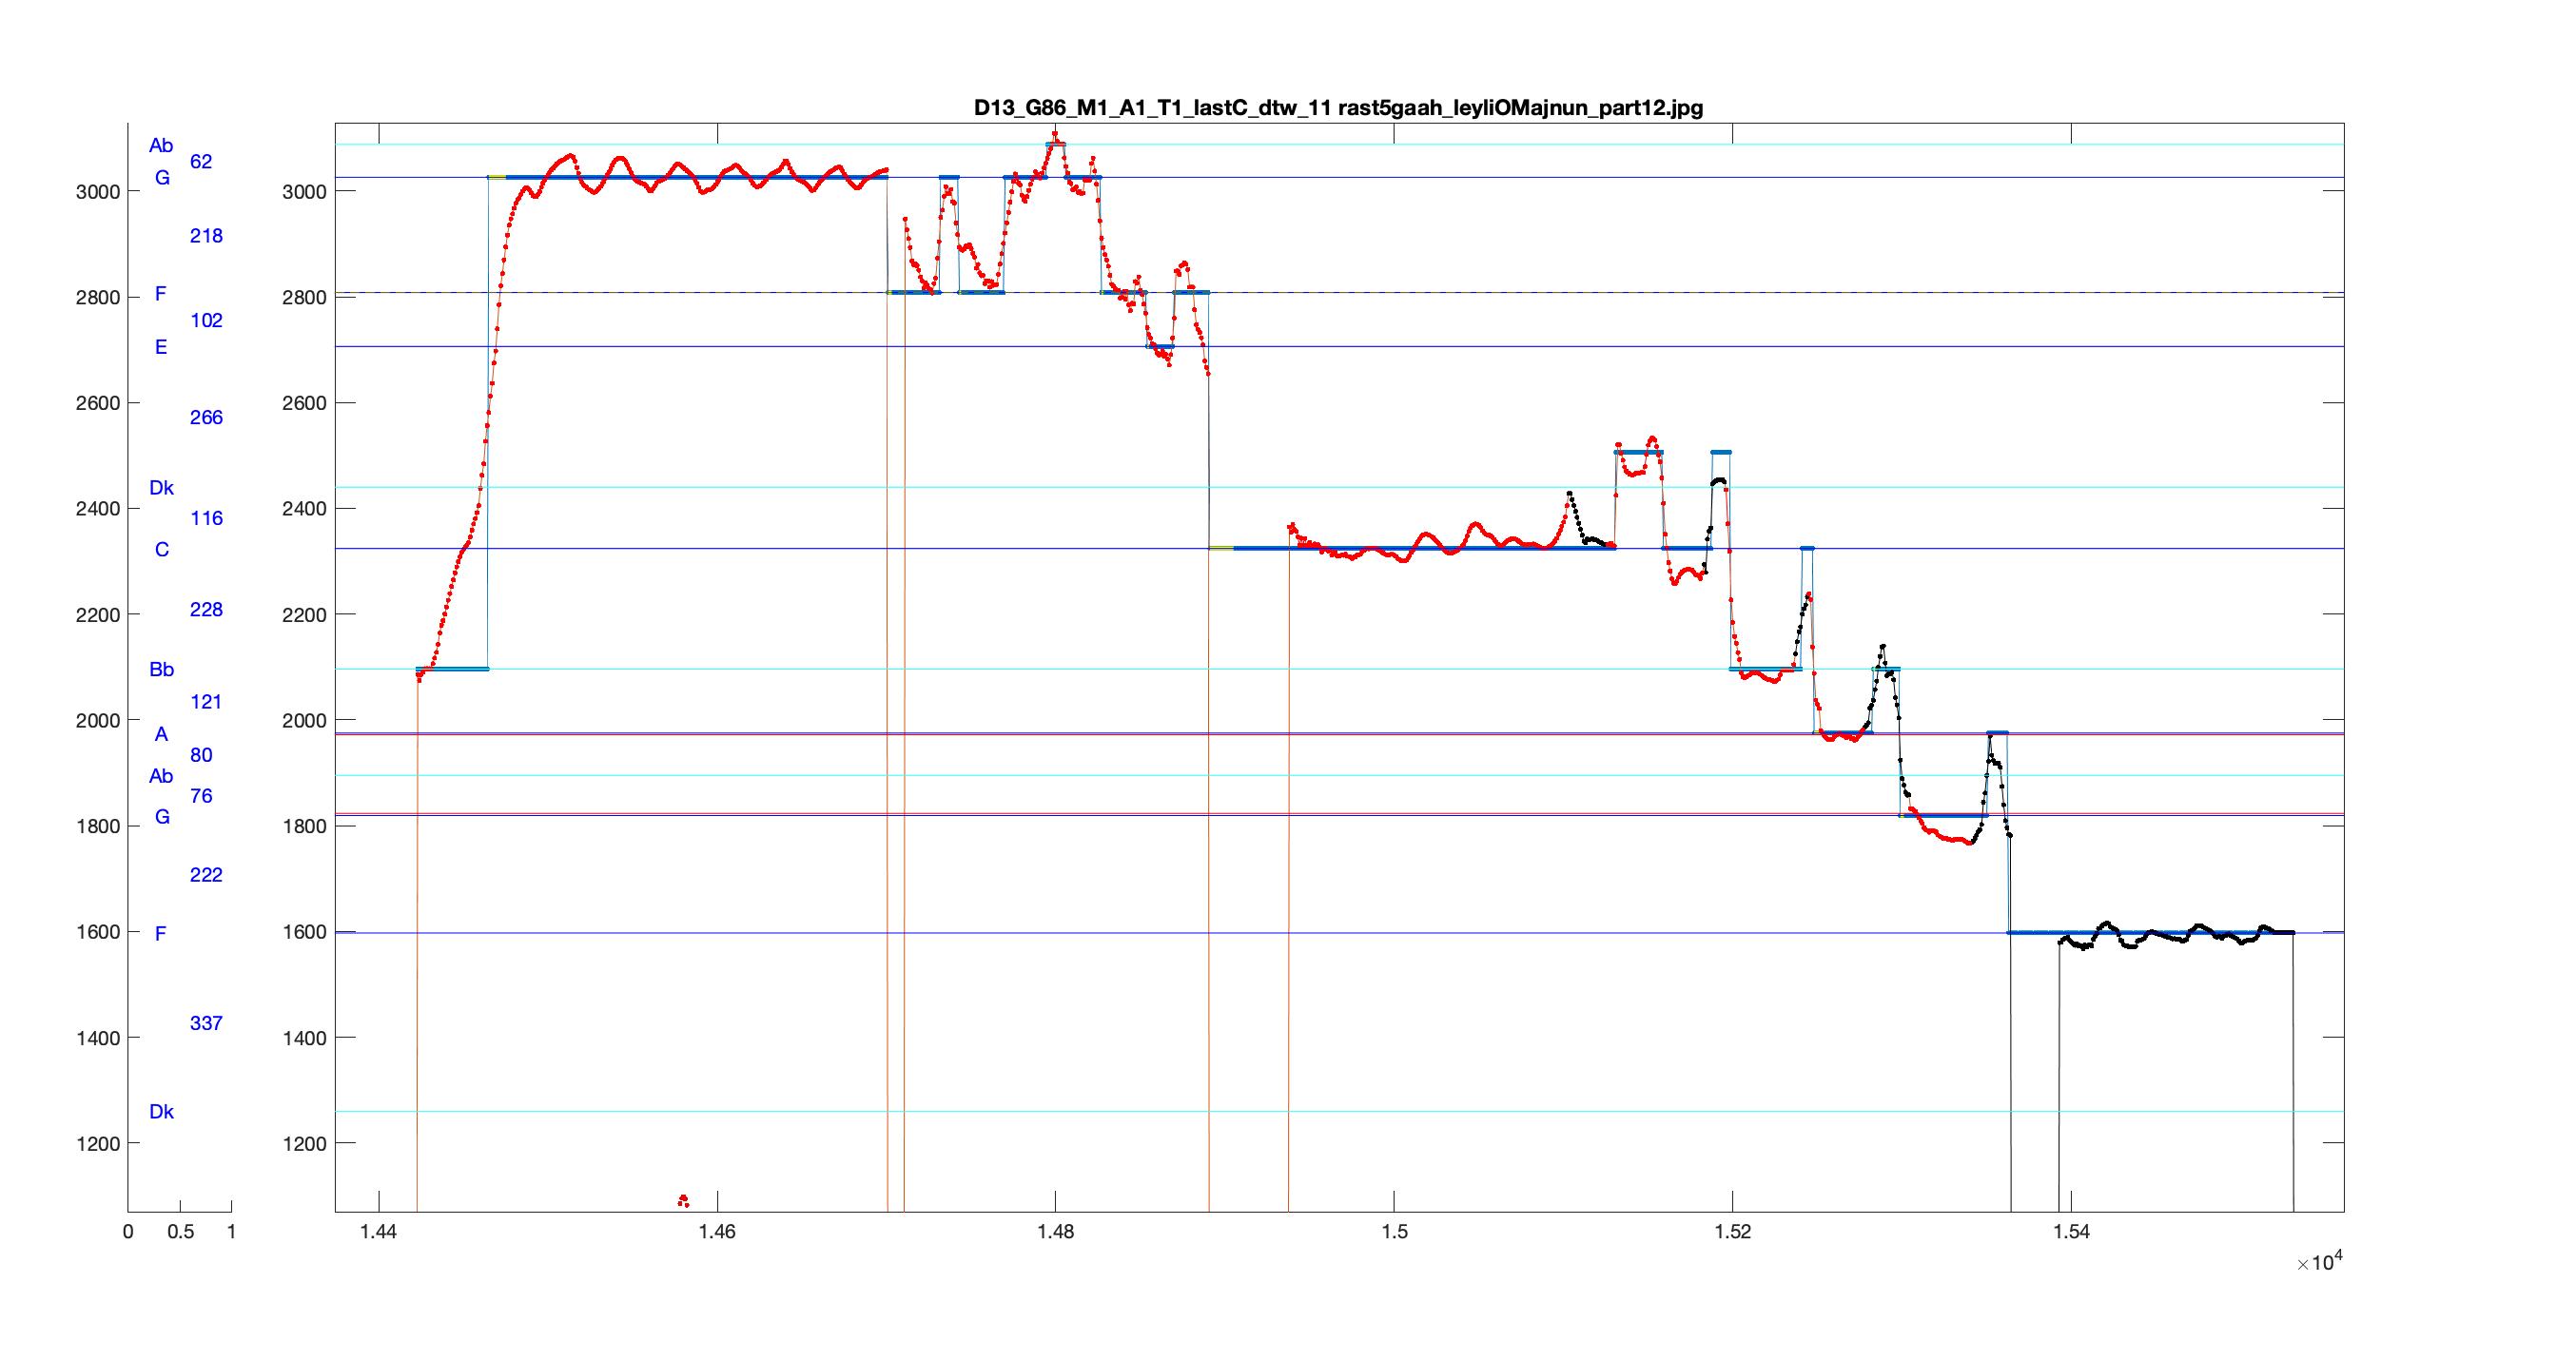 D13_G86_M1_A1_T1_lastC_dtw_11 rast5gaah_leyliOMajnun_part12.jpg
Ab
62
G
3000
3000
218
2800
F
2800
102
E
2600
2600
266
Dk
2400
116
2400
C
2200
228
2200
Bb
121
2000
A
2000
80
Ab
76
1800
G
1800
222
1600
F
1600
337
1400
1400
Dk
1200
1200
0 0.5 1
1.44 1.46 1.48 1.5 1.52 1.54
×10⁴